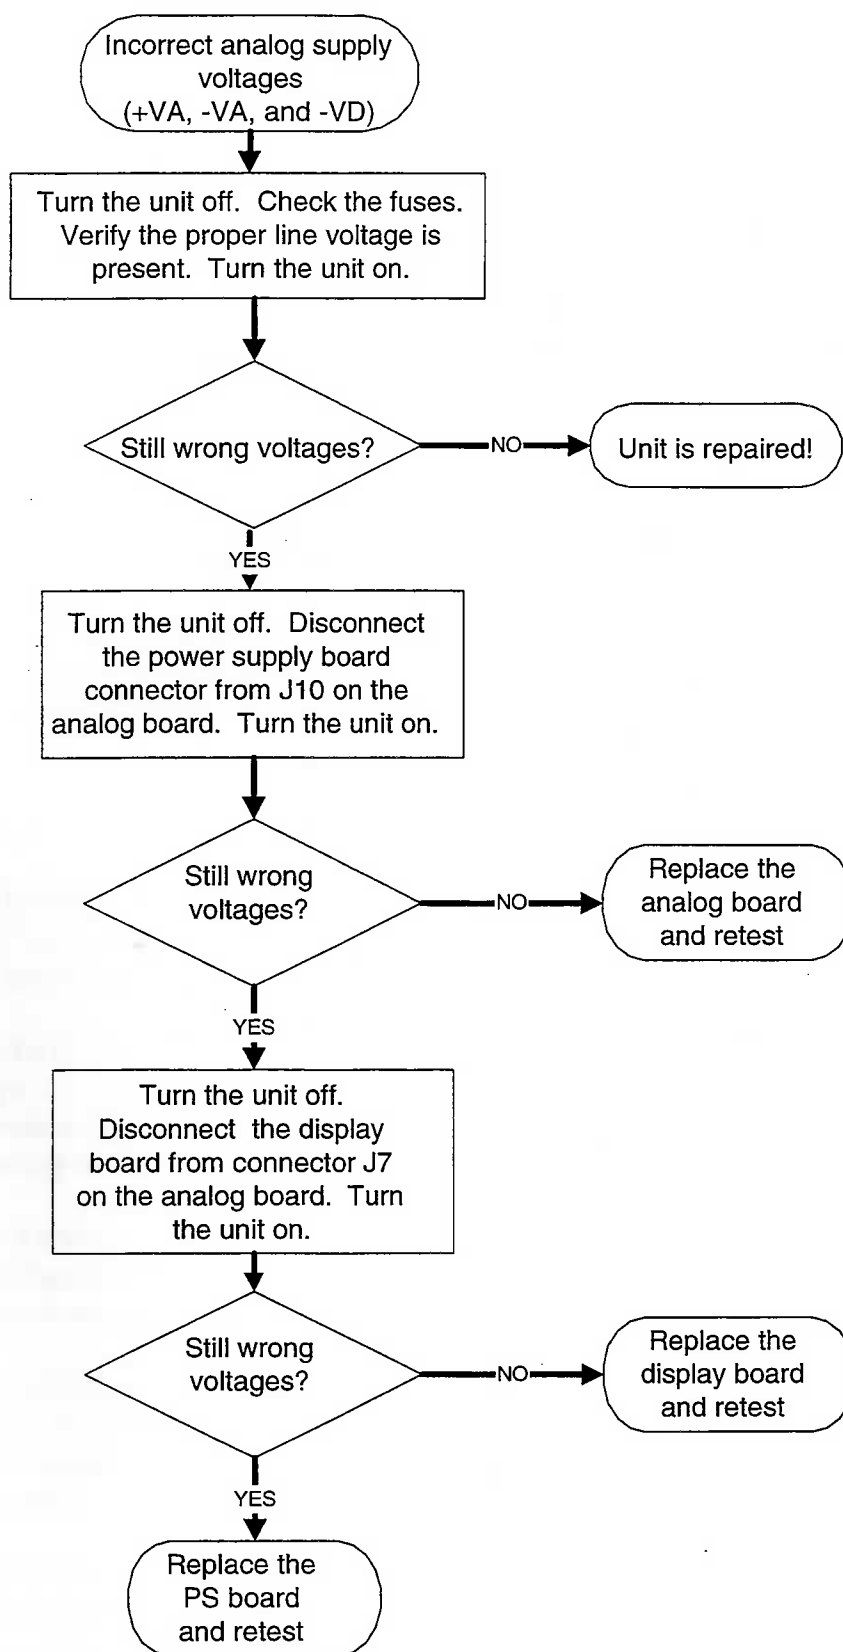 Incorrect analog supply
voltages
(+VA, -VA, and -VD)
Turn the unit off. Check the fuses.
Verify the proper line voltage is
present. Turn the unit on.
Still wrong voltages?
NO
Unit is repaired!
YES
Turn the unit off. Disconnect
the power supply board
connector from J10 on the
analog board. Turn the unit on.
Still wrong
voltages?
NO
Replace the
analog board
and retest
YES
Turn the unit off.
Disconnect the display
board from connector J7
on the analog board. Turn
the unit on.
Still wrong
voltages?
NO
Replace the
display board
and retest
YES
Replace the
PS board
and retest